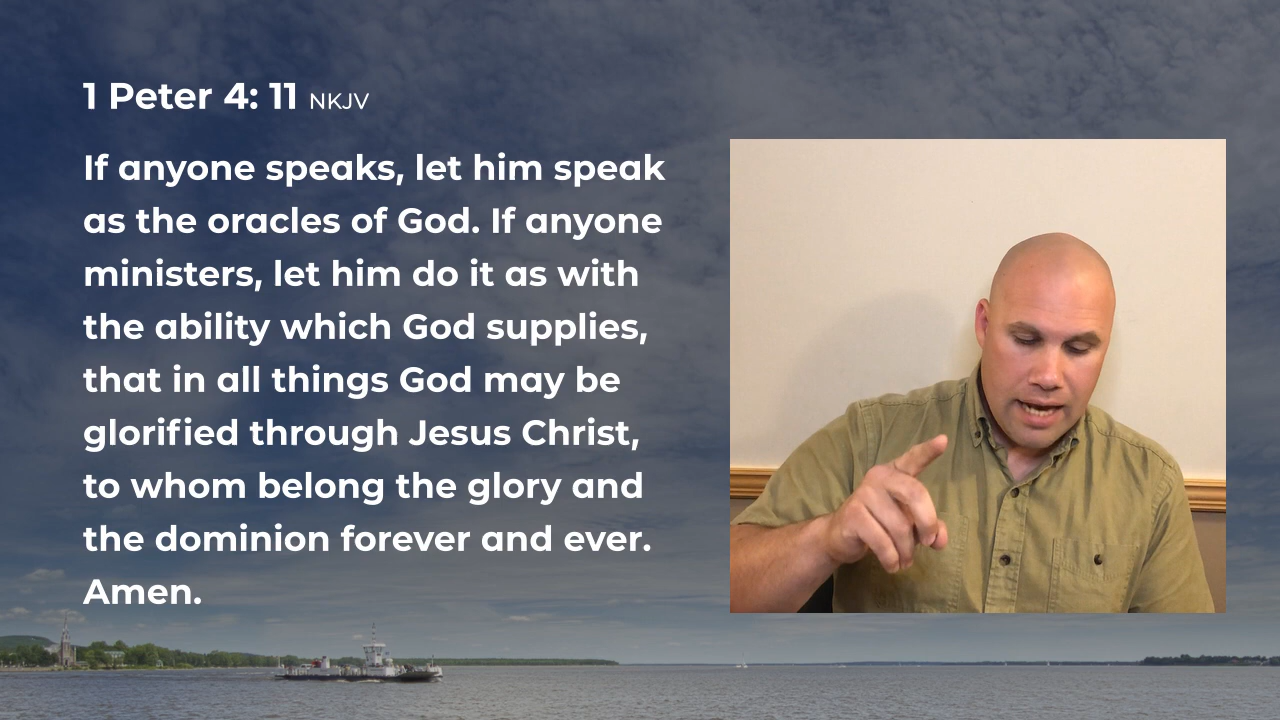 1 Peter 4: 11 NKJV
If anyone speaks, let him speak
as the oracles of God. If anyone
ministers, let him do it as with
the ability which God supplies,
that in all things God may be
glorified through Jesus Christ,
to whom belong the glory and
the dominion forever and ever.
Amen.